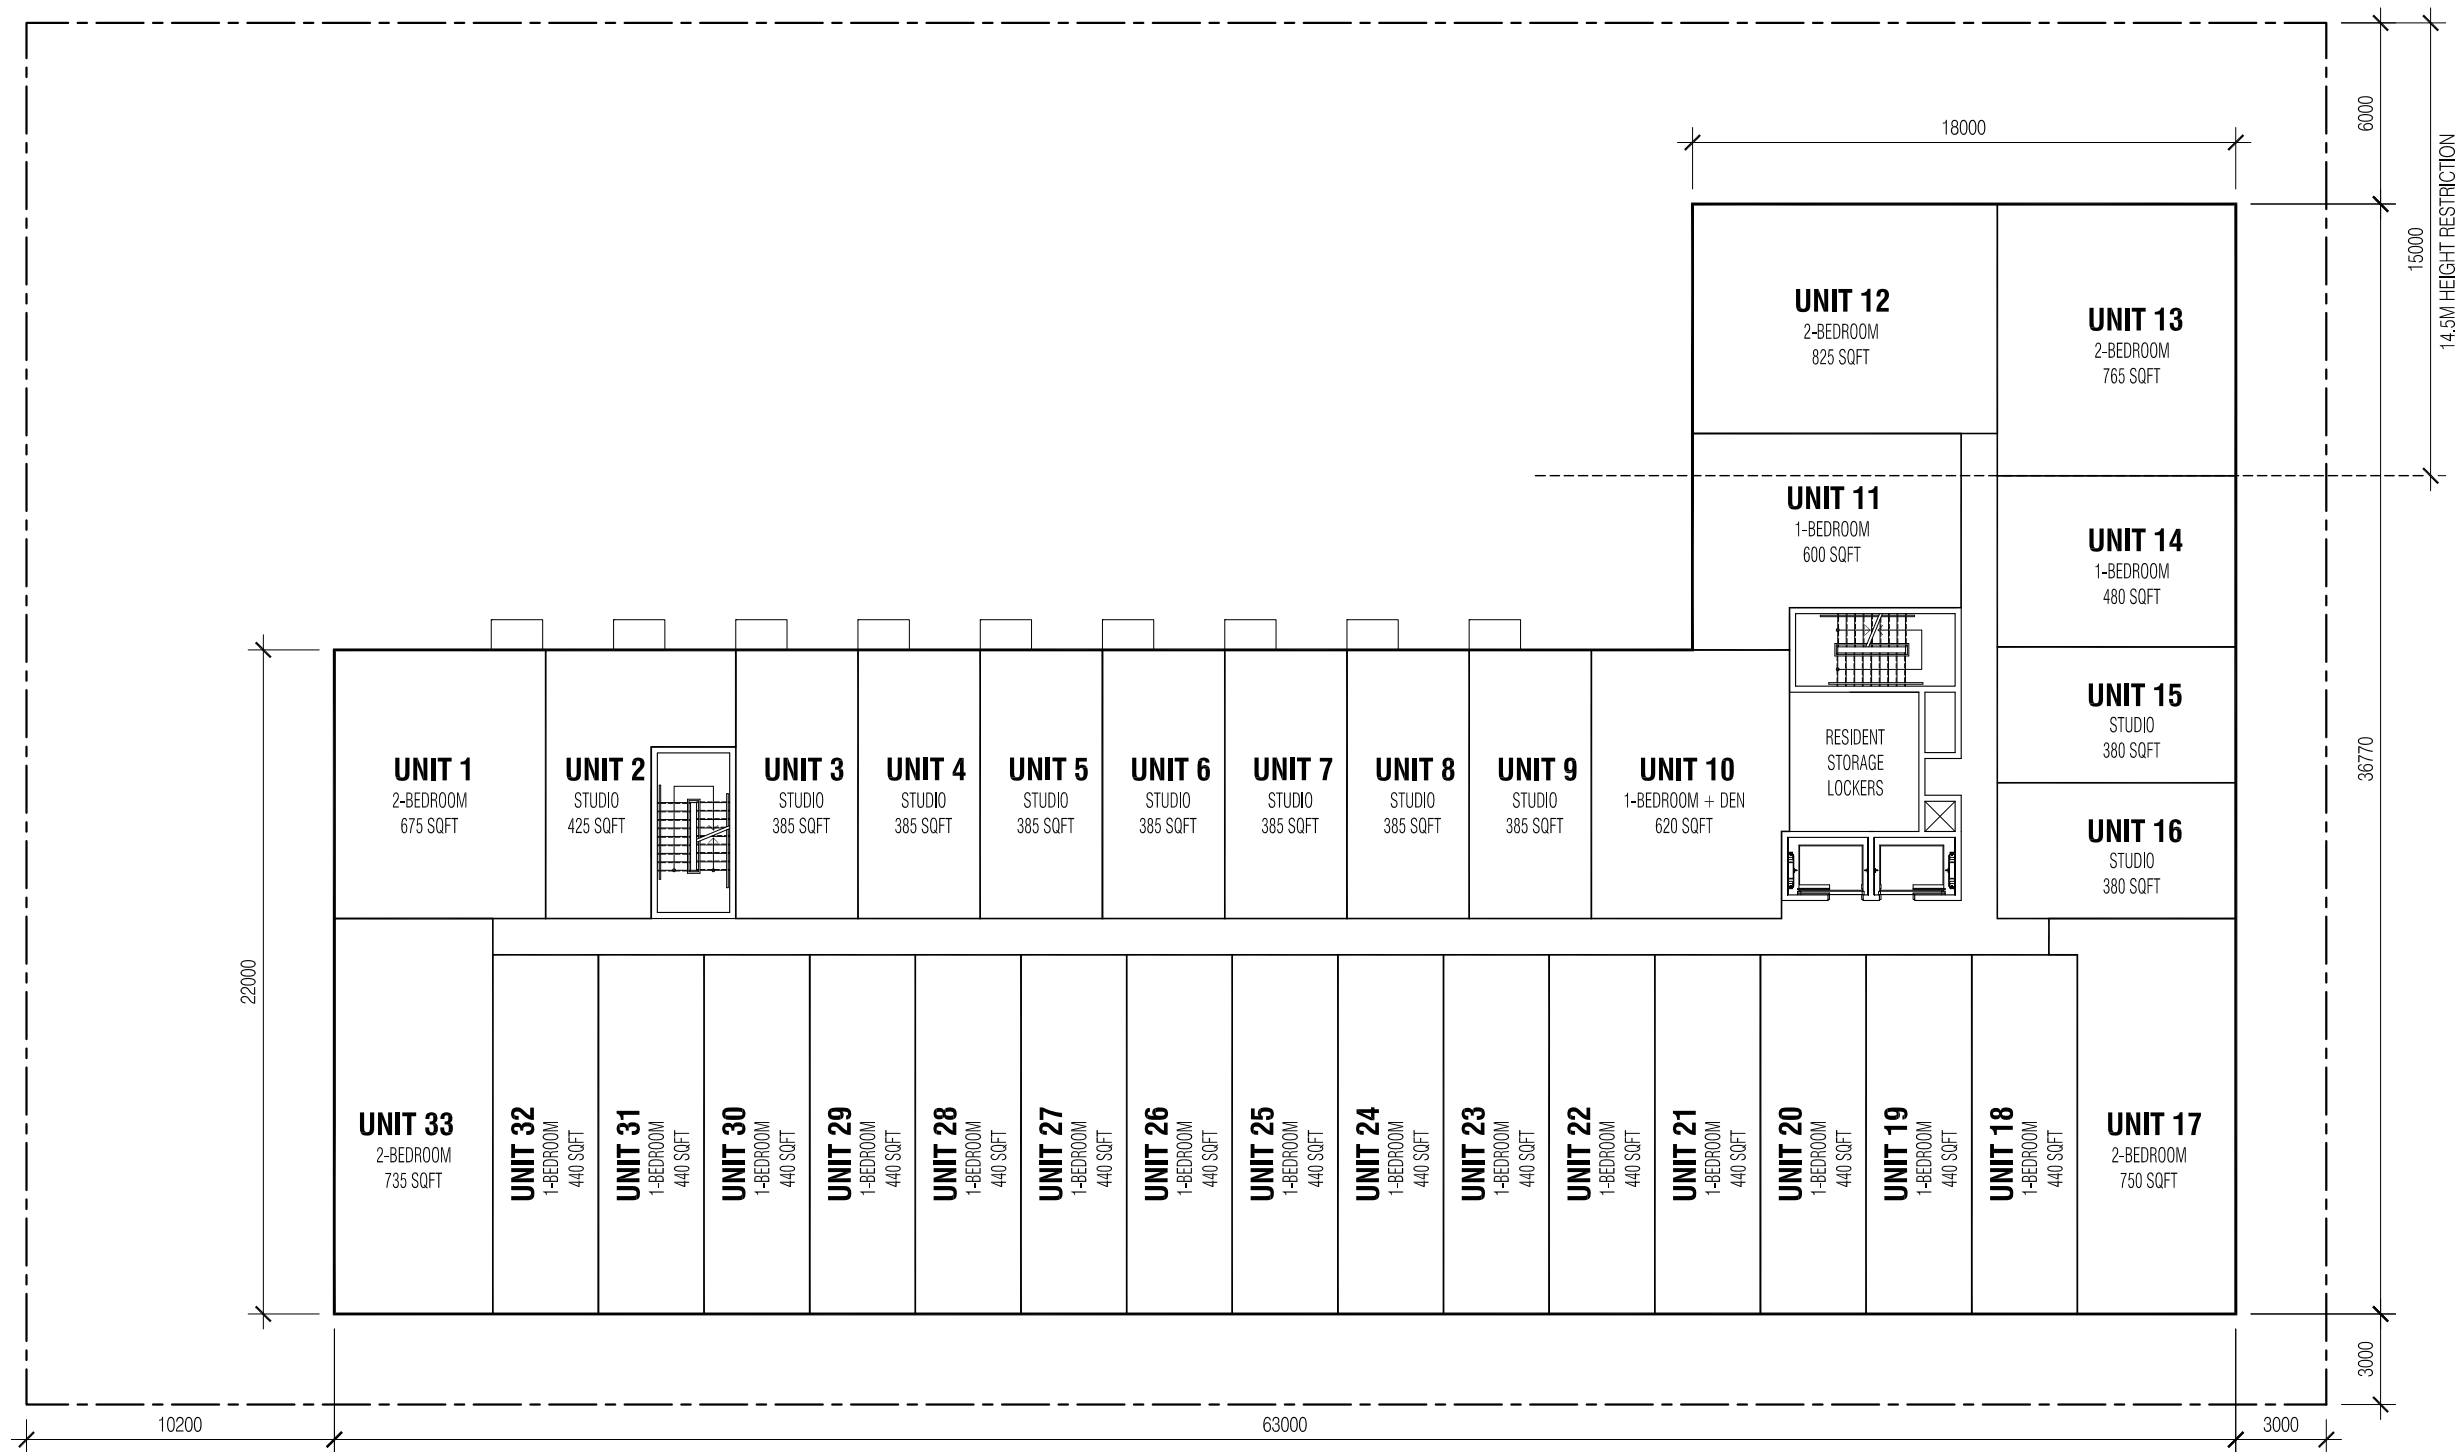 6000
18000
14.5M HEIGHT RESTRICTION
15000
UNIT 12
2-BEDROOM
825 SQFT
UNIT 13
2-BEDROOM
765 SQFT
UNIT 11
1-BEDROOM
600 SQFT
UNIT 14
1-BEDROOM
480 SQFT
UNIT 15
STUDIO
380 SQFT
36770
UNIT 1
2-BEDROOM
675 SQFT
UNIT 2
STUDIO
425 SQFT
UNIT 3
STUDIO
385 SQFT
UNIT 4
STUDIO
385 SQFT
UNIT 5
STUDIO
385 SQFT
UNIT 6
STUDIO
385 SQFT
UNIT 7
STUDIO
385 SQFT
UNIT 8
STUDIO
385 SQFT
UNIT 9
STUDIO
385 SQFT
UNIT 10
1-BEDROOM + DEN
620 SQFT
RESIDENT
STORAGE
LOCKERS
UNIT 16
STUDIO
380 SQFT
22000
UNIT 33
2-BEDROOM
735 SQFT
UNIT 32
1-BEDROOM
440 SQFT
UNIT 31
1-BEDROOM
440 SQFT
UNIT 30
1-BEDROOM
440 SQFT
UNIT 29
1-BEDROOM
440 SQFT
UNIT 28
1-BEDROOM
440 SQFT
UNIT 27
1-BEDROOM
440 SQFT
UNIT 26
1-BEDROOM
440 SQFT
UNIT 25
1-BEDROOM
440 SQFT
UNIT 24
1-BEDROOM
440 SQFT
UNIT 23
1-BEDROOM
440 SQFT
UNIT 22
1-BEDROOM
440 SQFT
UNIT 21
1-BEDROOM
440 SQFT
UNIT 20
1-BEDROOM
440 SQFT
UNIT 19
1-BEDROOM
440 SQFT
UNIT 18
1-BEDROOM
440 SQFT
UNIT 17
2-BEDROOM
750 SQFT
3000
10200
63000
3000